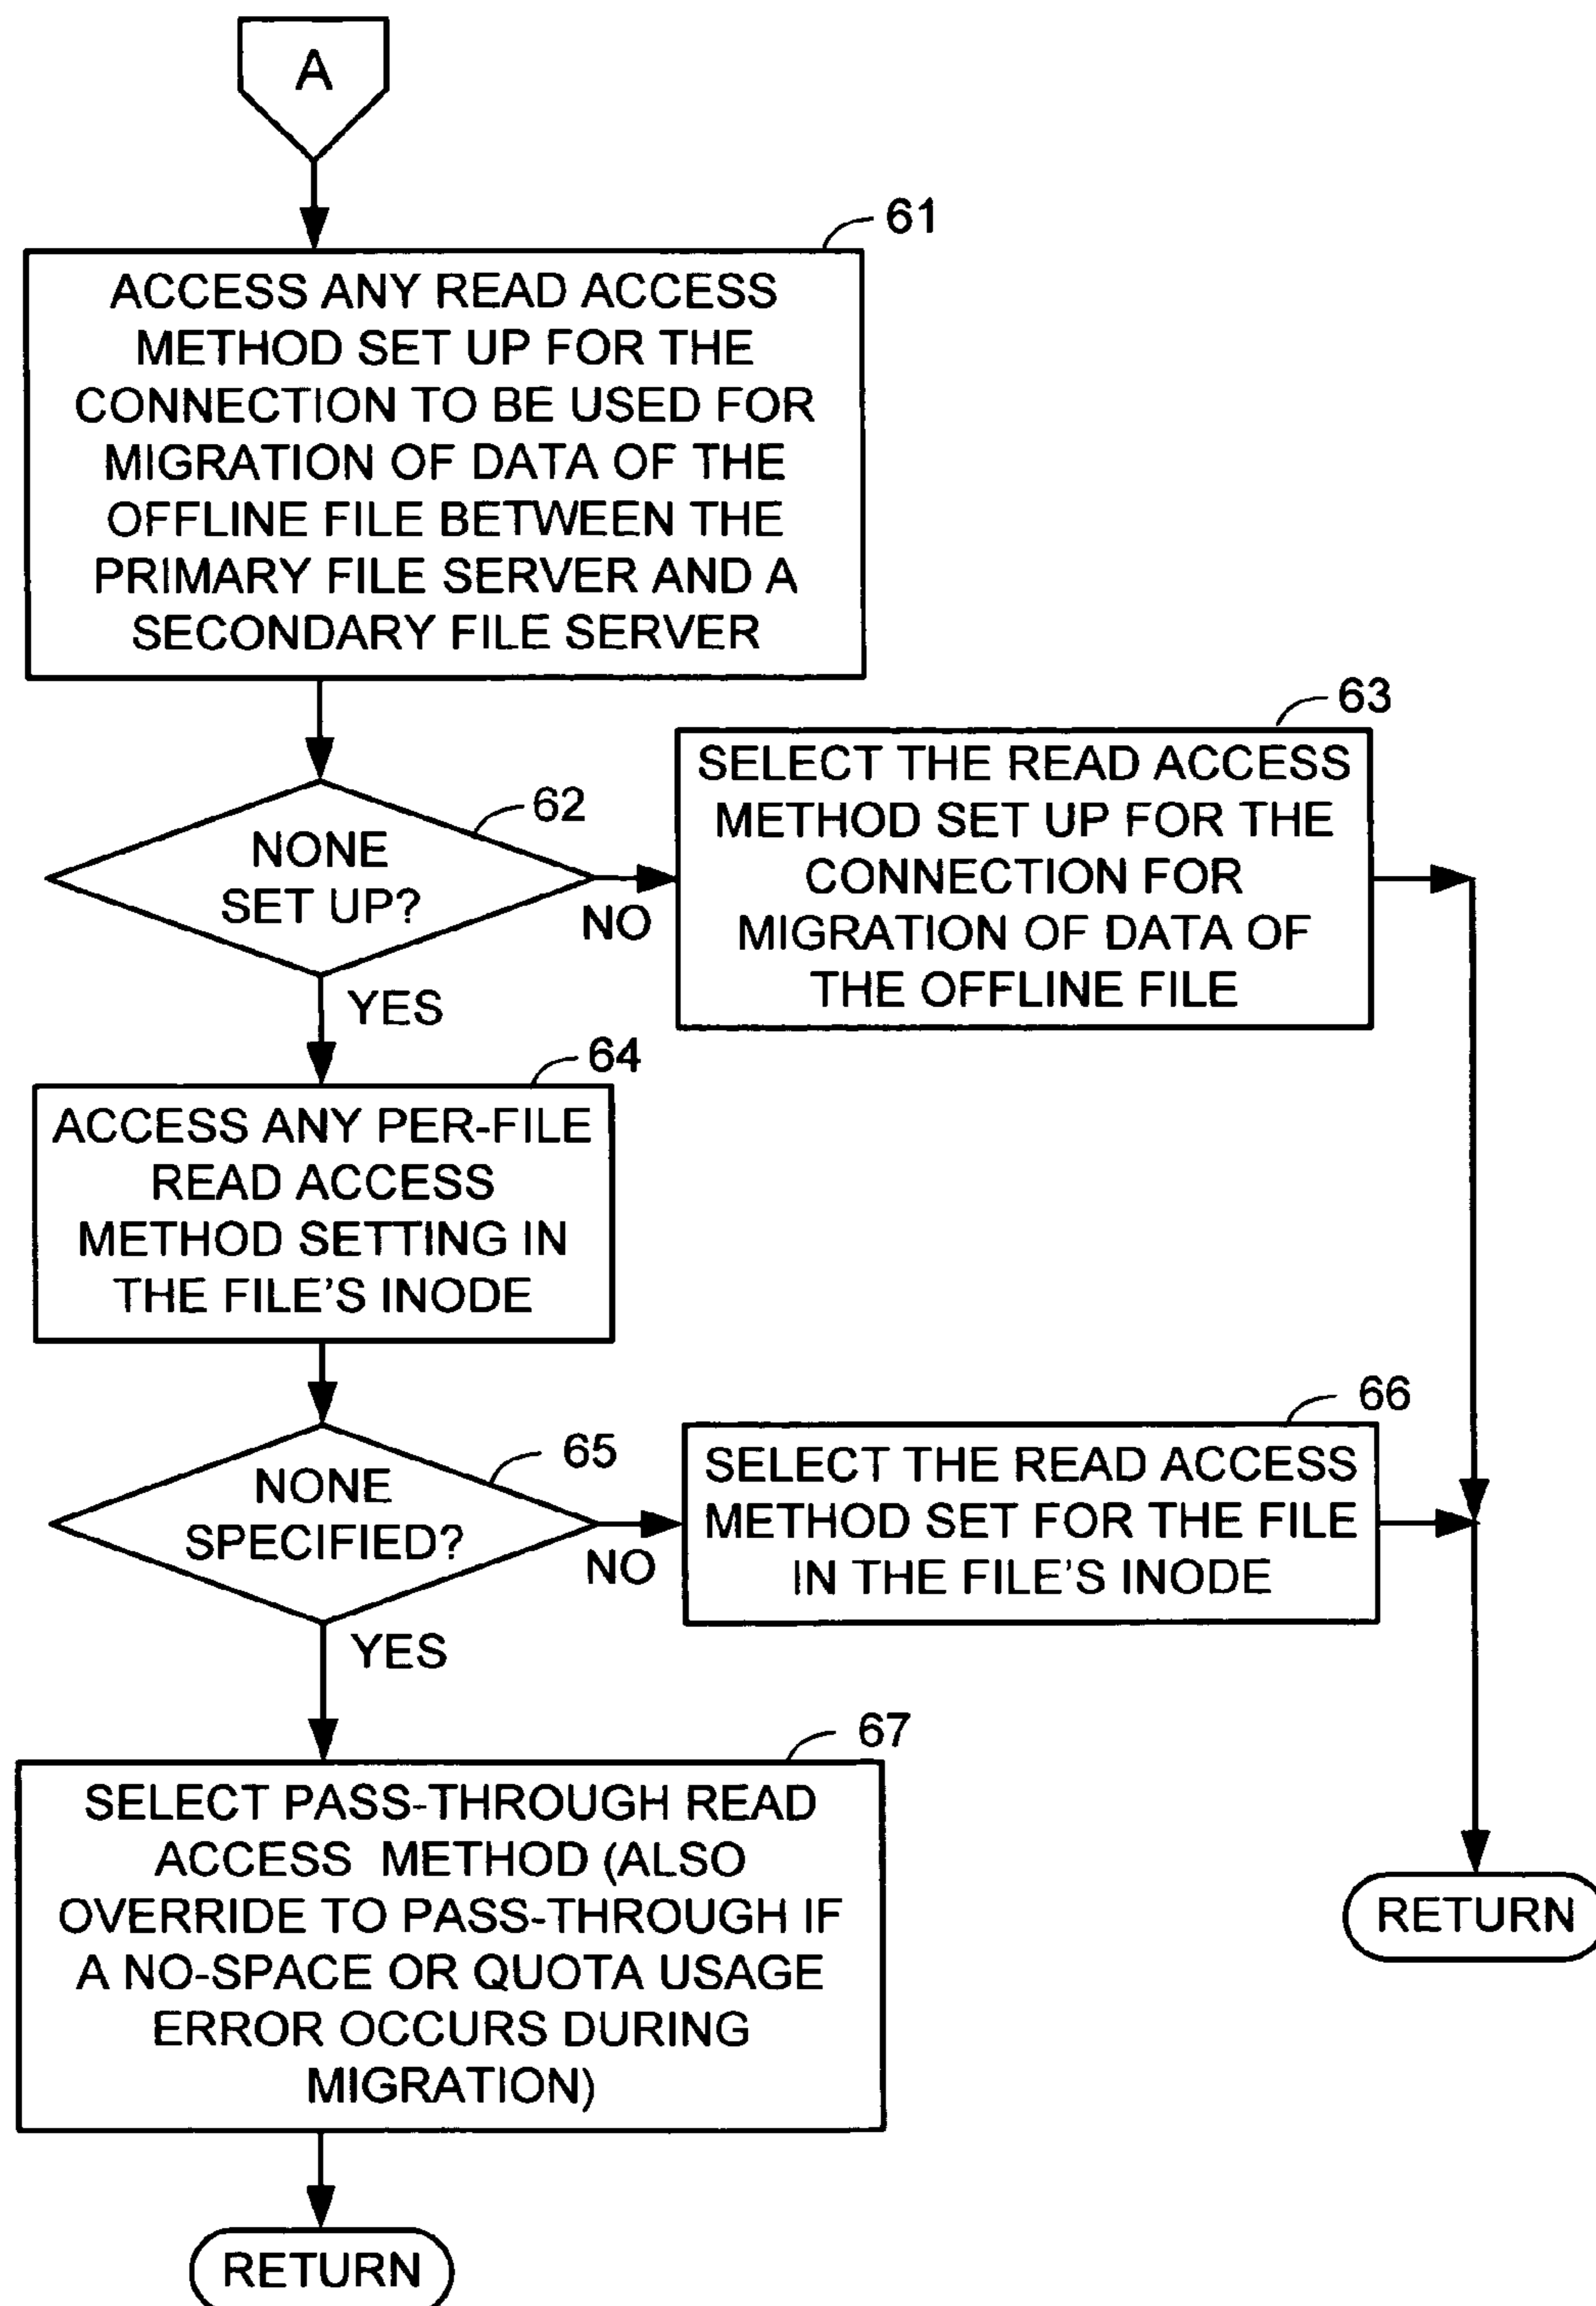 A
61
ACCESS ANY READ ACCESS
METHOD SET UP FOR THE
CONNECTION TO BE USED FOR
MIGRATION OF DATA OF THE
OFFLINE FILE BETWEEN THE
PRIMARY FILE SERVER AND A
SECONDARY FILE SERVER
62
NONE
SET UP?
NO
YES
63
SELECT THE READ ACCESS
METHOD SET UP FOR THE
CONNECTION FOR
MIGRATION OF DATA OF
THE OFFLINE FILE
64
ACCESS ANY PER-FILE
READ ACCESS
METHOD SETTING IN
THE FILE'S INODE
65
NONE
SPECIFIED?
NO
YES
66
SELECT THE READ ACCESS
METHOD SET FOR THE FILE
IN THE FILE'S INODE
67
SELECT PASS-THROUGH READ
ACCESS METHOD (ALSO
OVERRIDE TO PASS-THROUGH IF
A NO-SPACE OR QUOTA USAGE
ERROR OCCURS DURING
MIGRATION)
RETURN
RETURN